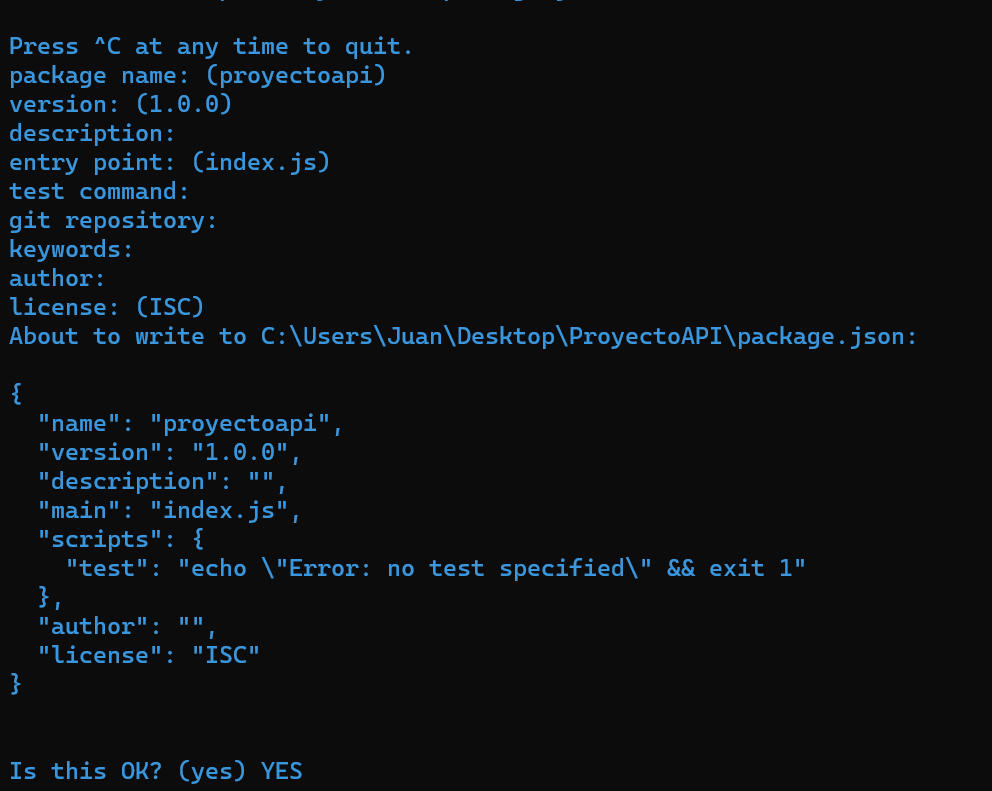 Press ^C at any time to quit.
package name: (proyectoapi)
version: (1.0.0)
description:
entry point: (index.js)
test command:
git repository:
keywords:
author:
license: (ISC)
About to write to C:\Users\Juan\Desktop\ProyectoAPI\package.json:
{
  "name": "proyectoapi",
  "version": "1.0.0",
  "description": "",
  "main": "index.js",
  "scripts": {
    "test": "echo \"Error: no test specified\" && exit 1"
  },
  "author": "",
  "license": "ISC"
}
Is this OK? (yes) YES